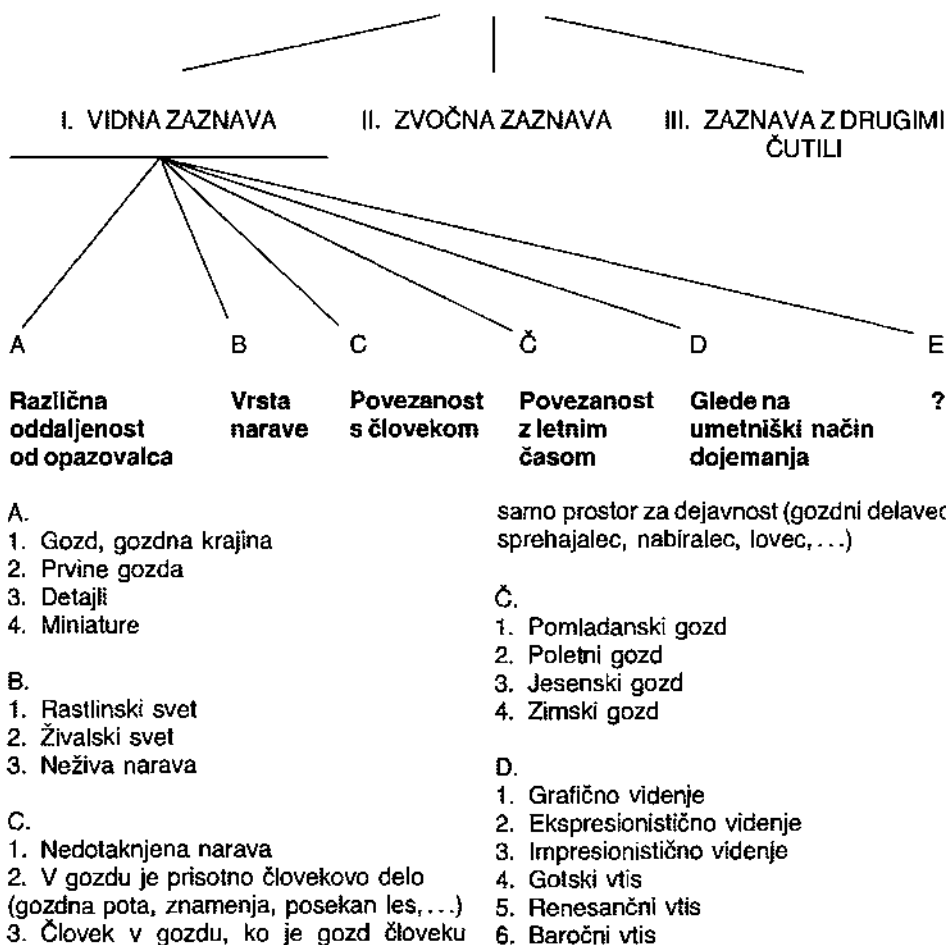 I. VIDNA ZAZNAVA
II. ZVOČNA ZAZNAVA
III. ZAZNAVA Z DRUGIMI
ČUTILI
A
B
C
Č
D
E
Različna
oddaljenost
od opazovalca
Vrsta
narave
Povezanost
s človekom
Povezanost
z letnim
časom
Glede na
umetniški način
dojemanja
?
A.
1. Gozd, gozdna krajina
2. Prvine gozda
3. Detajli
4. Miniature
B.
1. Rastlinski svet
2. Živalski svet
3. Neživa narava
C.
1. Nedotaknjena narava
2. V gozdu je prisotno človekovo delo
(gozdna pota, znamenja, posekan les,...)
3. Človek v gozdu, ko je gozd človeku
samo prostor za dejavnost (gozdni delavec
sprehajalec, nabiralec, lovec,...)
Č.
1. Pomladanski gozd
2. Poletni gozd
3. Jesenski gozd
4. Zimski gozd
D.
1. Grafično videnje
2. Ekspresionistično videnje
3. Impresionistično videnje
4. Gotski vtis
5. Renesančni vtis
6. Baročni vtis